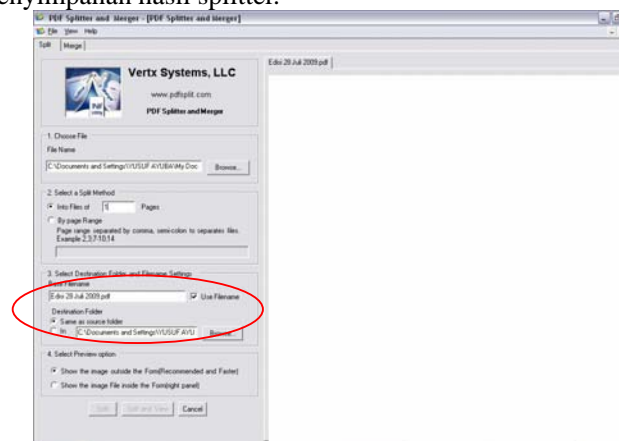 nyimpanan hasil splitter.
PDF Splitter and Merger - [PDF Splitter and Merger]
File View Help
Split Merge
Vertx Systems, LLC
www.pdfsplit.com
PDF Splitter and Merger
Edisi 28 Juli 2009.pdf
1. Choose File
File Name
C:\Documents and Settings\YUSUF AYUBA\My Doc Browse...
2. Select a Split Method
Into Files of 1 Pages
By page Range
Page range separated by comma, semi-colon to separates files.
Example 2,3;7-10;14
3. Select Destination Folder and Filename Settings
Base Filename
Edisi 28 Juli 2009.pdf Use Filename
Destination Folder
Same as source folder
to C:\Documents and Settings\YUSUF AYU Browse...
4. Select Preview option
Show the image outside the Form(Recommended and Faster)
Show the image File inside the Form(right panel)
Split Split and View Cancel